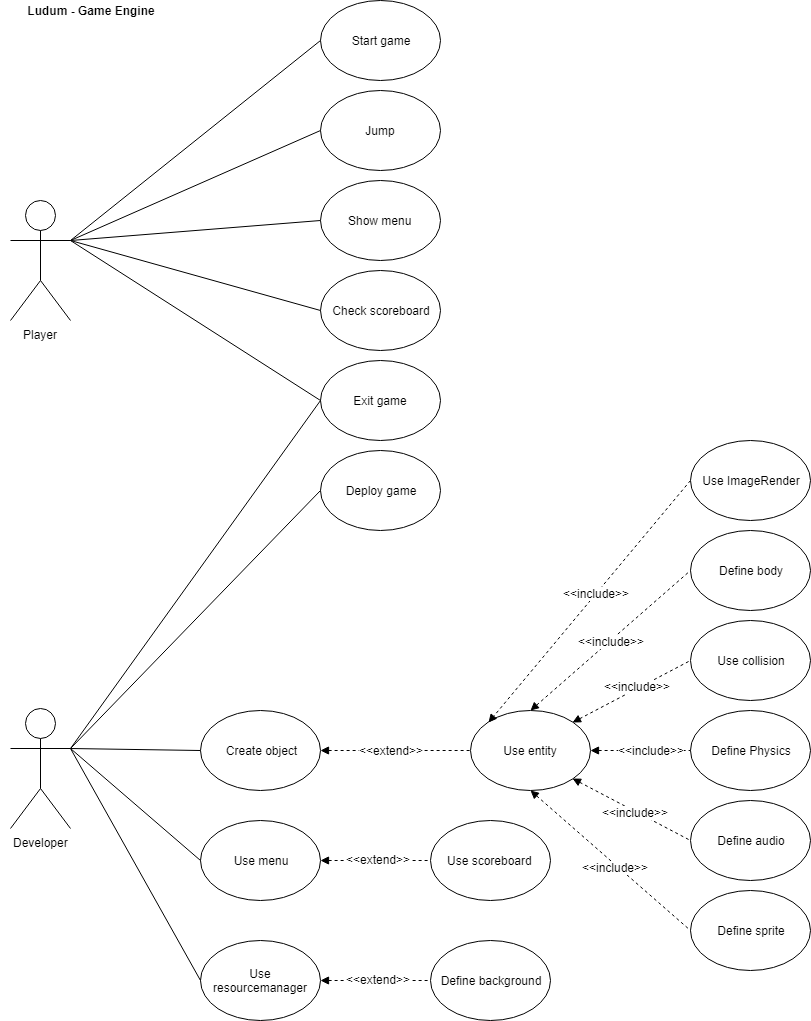 Ludum - Game Engine
Start game
Jump
Show menu
Check scoreboard
Player
Exit game
Deploy game
Use ImageRender
Define body
<<include>>
<<include>>
Use collision
<<include>>
Create object
<<extend>>
Use entity
<<include>>
Define Physics
<<include>>
Define audio
Developer
Use menu
<<extend>>
Use scoreboard
<<include>>
Define sprite
Use
resourcemanager
<<extend>>
Define background